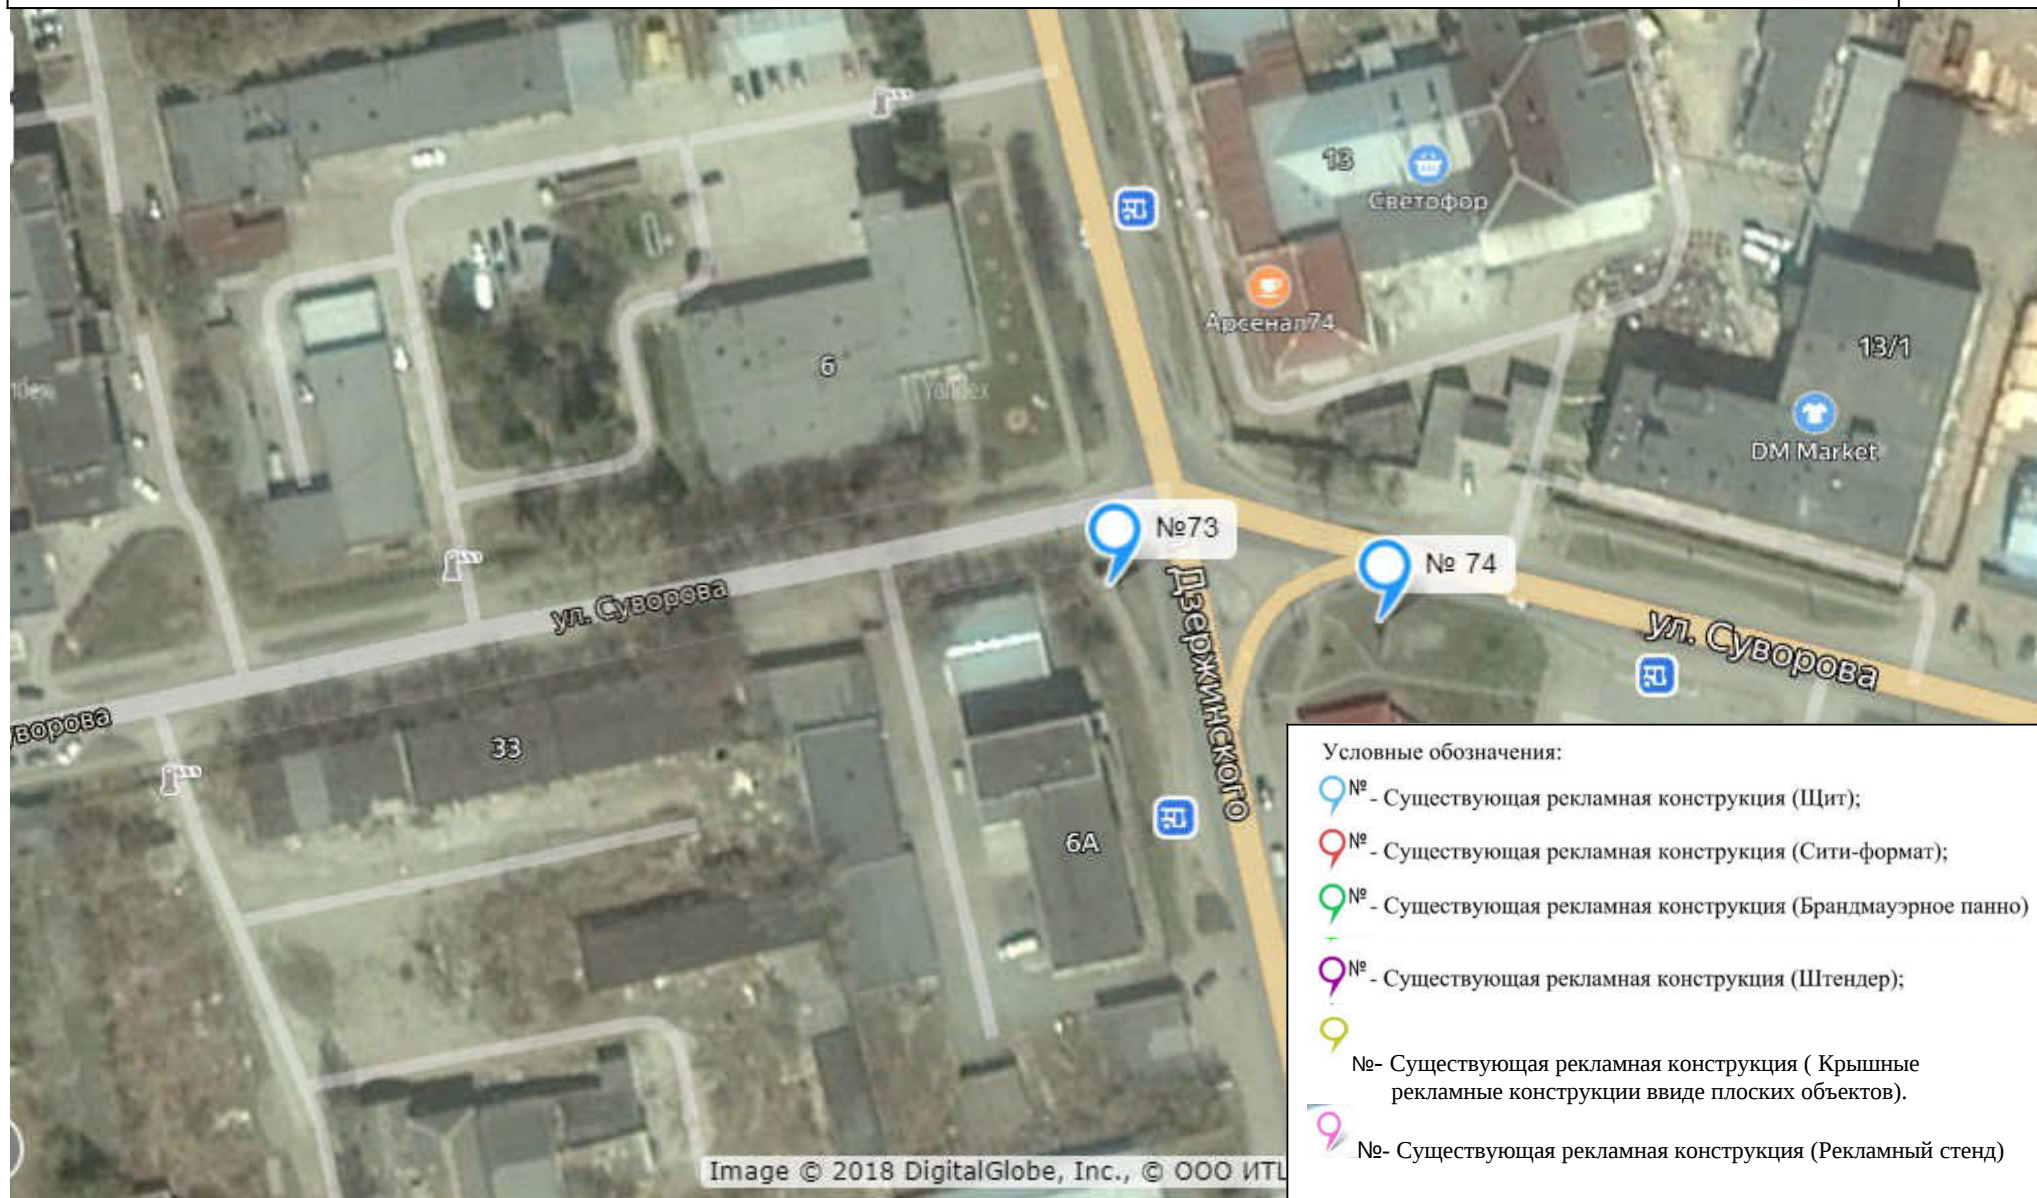 13
Светофор
Арсенал74
13/1
6
Yandex
DM Market
№73
№ 74
ул. Суворова
Дзержинского
ул. Суворова
уворова
33
6А
Условные обозначения:
№ - Существующая рекламная конструкция (Щит);
№ - Существующая рекламная конструкция (Сити-формат);
№ - Существующая рекламная конструкция (Брандмауэрное панно)
№ - Существующая рекламная конструкция (Штендер);
№- Существующая рекламная конструкция ( Крышные
рекламные конструкции ввиде плоских объектов).
№- Существующая рекламная конструкция (Рекламный стенд)
Image © 2018 DigitalGlobe, Inc., © ООО ИТЦ